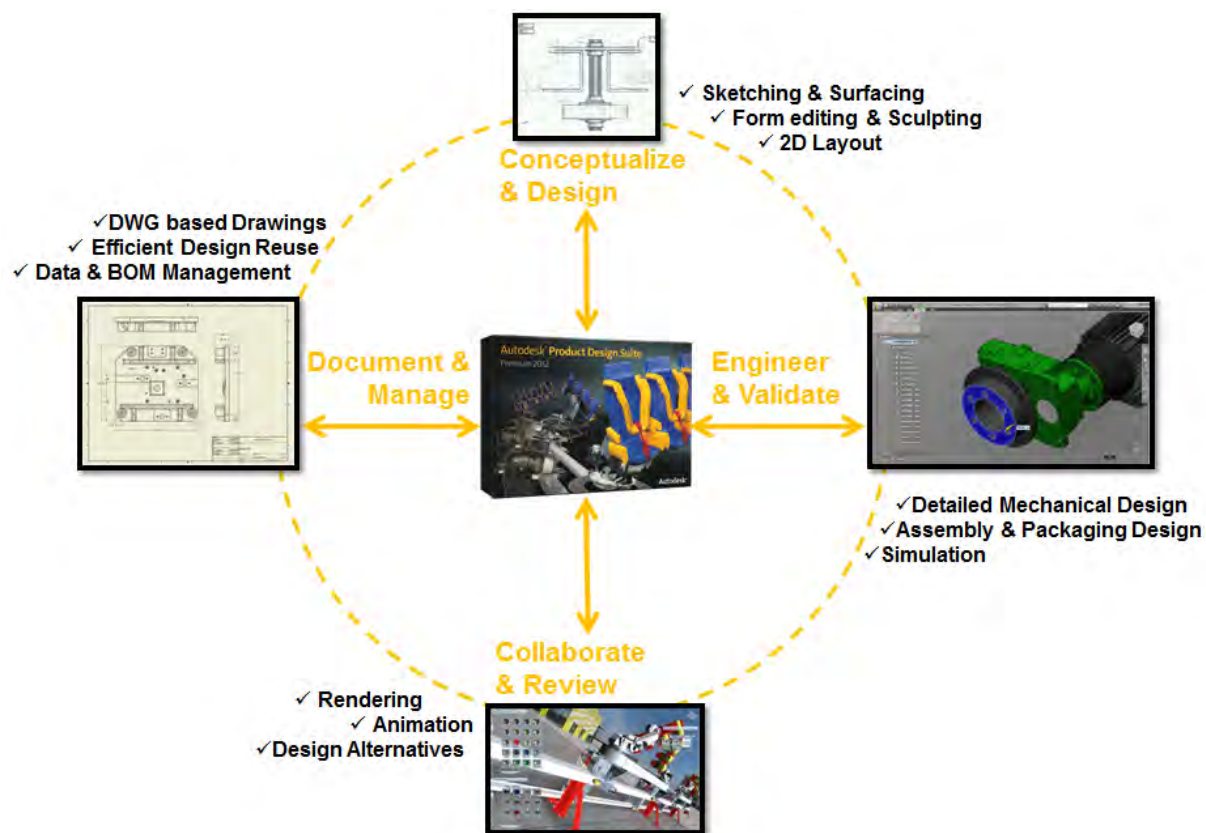 ✓ Sketching & Surfacing
✓ Form editing & Sculpting
✓ 2D Layout
Conceptualize
& Design
✓DWG based Drawings
✓ Efficient Design Reuse
✓ Data & BOM Management
Document &
Manage
Autodesk® Product Design Suite
Premium 2012
Autodesk®
Engineer
& Validate
✓Detailed Mechanical Design
✓Assembly & Packaging Design
✓Simulation
Collaborate
& Review
✓ Rendering
✓ Animation
✓Design Alternatives